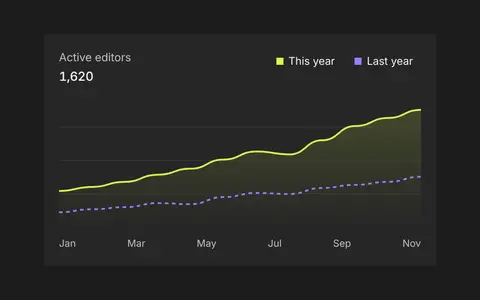 Active editors
1,620
This year
Last year
Jan Mar May Jul Sep Nov